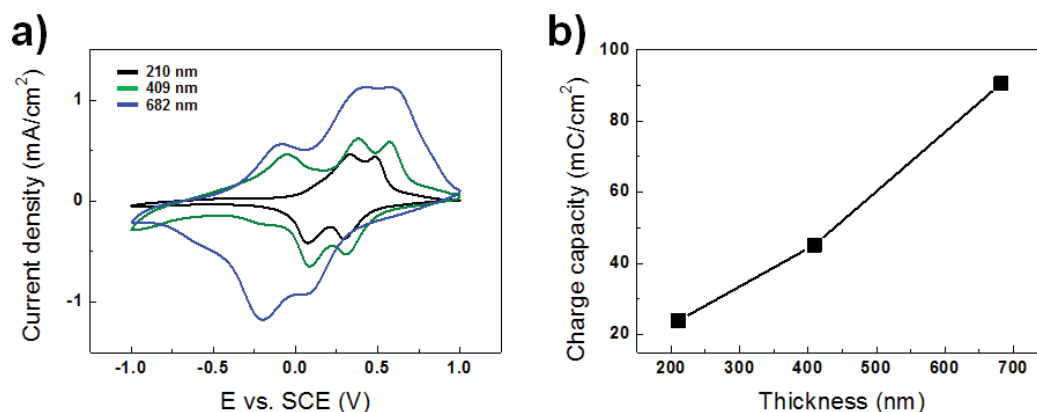 a)
210 nm
409 nm
682 nm
Current density (mA/cm²)
1
0
-1
-1.0 -0.5 0.0 0.5 1.0
E vs. SCE (V)
b)
Charge capacity (mC/cm²)
100
80
60
40
20
200 300 400 500 600 700
Thickness (nm)